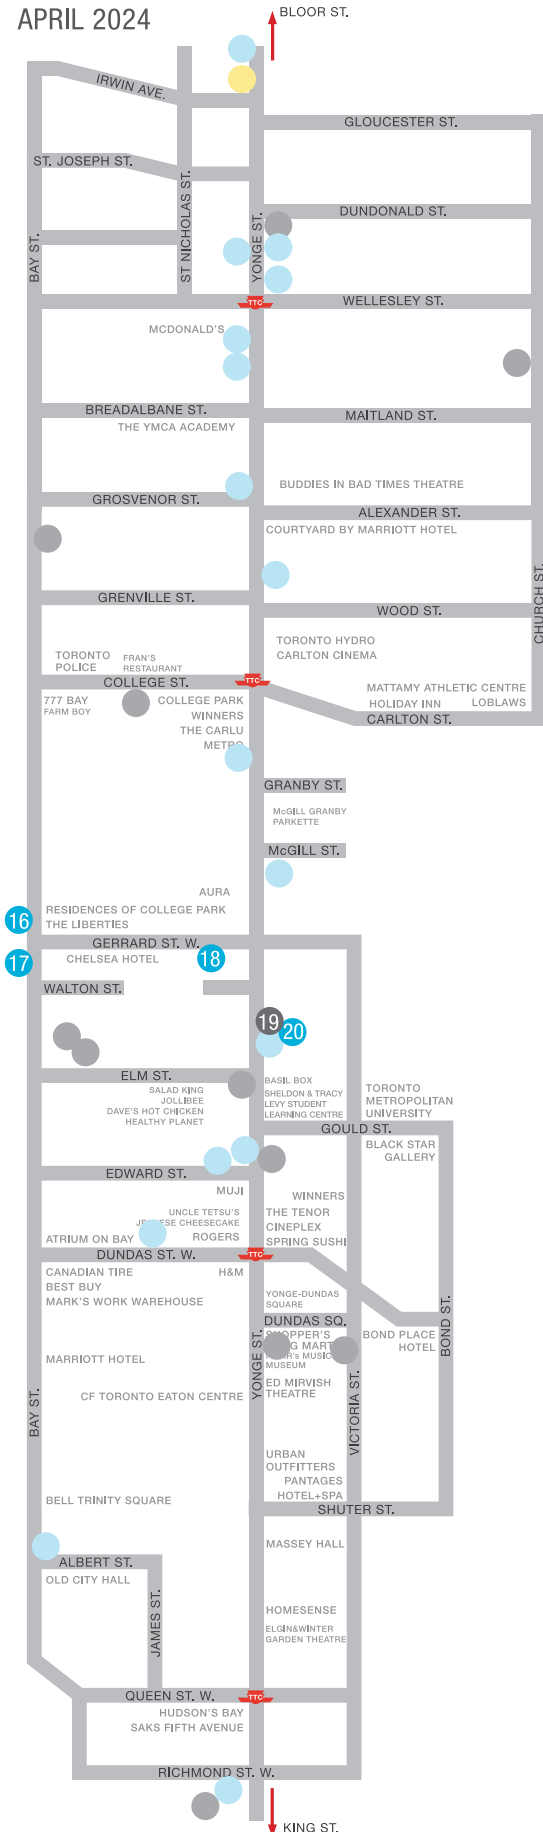 APRIL 2024
BLOOR ST.
IRWIN AVE.
GLOUCESTER ST.
ST. JOSEPH ST.
ST NICHOLAS ST.
DUNDONALD ST.
BAY ST.
YONGE ST.
WELLESLEY ST.
TTC
MCDONALD'S
BREADALBANE ST.
MAITLAND ST.
THE YMCA ACADEMY
BUDDIES IN BAD TIMES THEATRE
GROSVENOR ST.
ALEXANDER ST.
COURTYARD BY MARRIOTT HOTEL
CHURCH ST.
GRENVILLE ST.
WOOD ST.
TORONTO HYDRO
CARLTON CINEMA
TORONTO
POLICE
FRAN'S
RESTAURANT
COLLEGE ST.
TTC
MATTAMY ATHLETIC CENTRE
HOLIDAY INN
LOBLAWS
CARLTON ST.
777 BAY
FARM BOY
COLLEGE PARK
WINNERS
THE CARLU
METRO
GRANBY ST.
McGILL GRANBY
PARKETTE
McGILL ST.
AURA
16
RESIDENCES OF COLLEGE PARK
THE LIBERTIES
GERRARD ST. W.
17
CHELSEA HOTEL
18
WALTON ST.
19
20
ELM ST.
SALAD KING
JOLLIBEE
DAVE'S HOT CHICKEN
HEALTHY PLANET
BASIL BOX
SHELDON & TRACY
LEVY STUDENT
LEARNING CENTRE
TORONTO
METROPOLITAN
UNIVERSITY
GOULD ST.
BLACK STAR
GALLERY
EDWARD ST.
MUJI
WINNERS
UNCLE TETSU'S
CHEESECAKE
ROGERS
THE TENOR
CINEPLEX
SPRING SUSHI
ATRIUM ON BAY
DUNDAS ST. W.
TTC
CANADIAN TIRE
BEST BUY
MARK'S WORK WAREHOUSE
H&M
YONGE-DUNDAS
SQUARE
DUNDAS SQ.
BOND ST.
BOND PLACE
HOTEL
MUSIC
MUSEUM
MARRIOTT HOTEL
YONGE ST.
VICTORIA ST.
BAY ST.
CF TORONTO EATON CENTRE
ED MIRVISH
THEATRE
URBAN
OUTFITTERS
PANTAGES
HOTEL+SPA
BELL TRINITY SQUARE
SHUTER ST.
MASSEY HALL
ALBERT ST.
OLD CITY HALL
JAMES ST.
HOMESENSE
ELGIN&WINTER
GARDEN THEATRE
QUEEN ST. W.
TTC
HUDSON'S BAY
SAKS FIFTH AVENUE
RICHMOND ST. W.
KING ST.